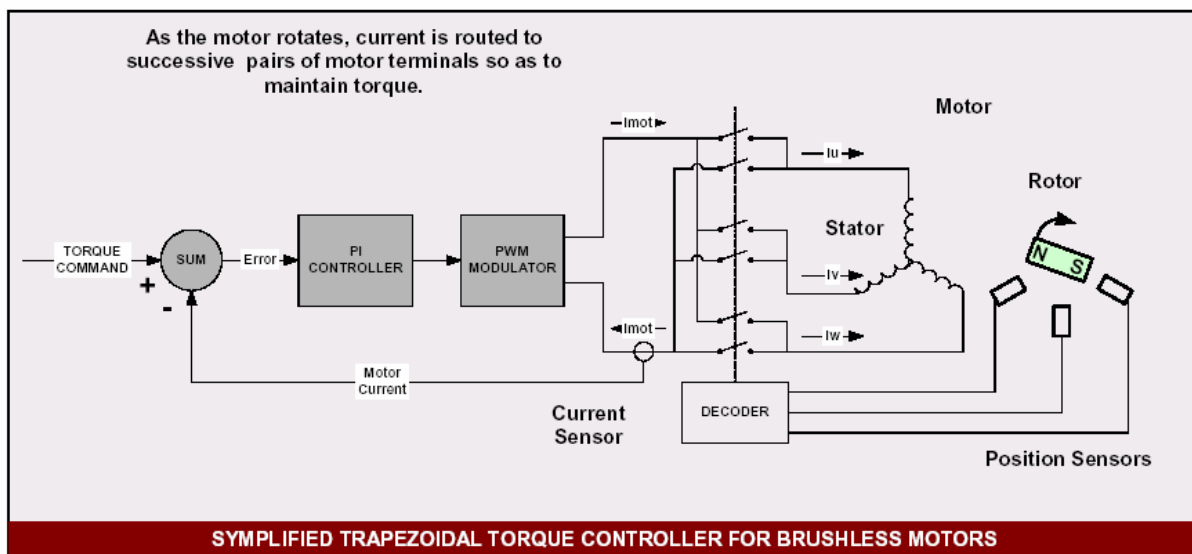 As the motor rotates, current is routed to
successive pairs of motor terminals so as to
maintain torque.
Motor
Imot
Iu
Rotor
N S
Stator
TORQUE
COMMAND
SUM
Error
PI
CONTROLLER
PWM
MODULATOR
+
-
Iv
Imot
Iw
Motor
Current
Current
Sensor
DECODER
Position Sensors
SYMPLIFIED TRAPEZOIDAL TORQUE CONTROLLER FOR BRUSHLESS MOTORS